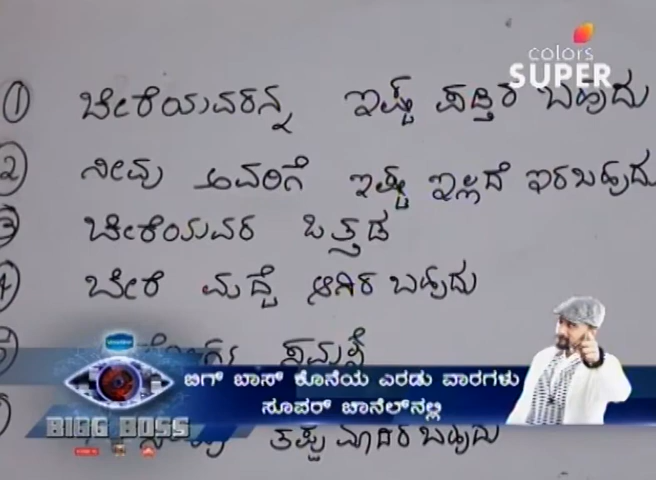 colors
SUPER
① ಬೇರೆಯವರನ್ನ ಇಷ್ಟ ಪಡ್ತಿರ ಬಹುದು
② ನೀವು ಅವರಿಗೆ ಇಷ್ಟ ಇಲ್ಲದೆ ಇರಬಹುದು
③ ಬೇರೆಯವರ ಒತ್ತಡ
④ ಬೇರೆ ಮದ್ವೆ ಆಗಿರ ಬಹುದು
ಸಮಸ್ಯೆ
ಬಿಗ್ ಬಾಸ್ ಕೊನೆಯ ಎರಡು ವಾರಗಳು
ಸೂಪರ್ ಚಾನೆಲ್‌ನಲ್ಲಿ
BIGG BOSS
ತಪ್ಪು ಮಾಡಿರ ಬಹುದು